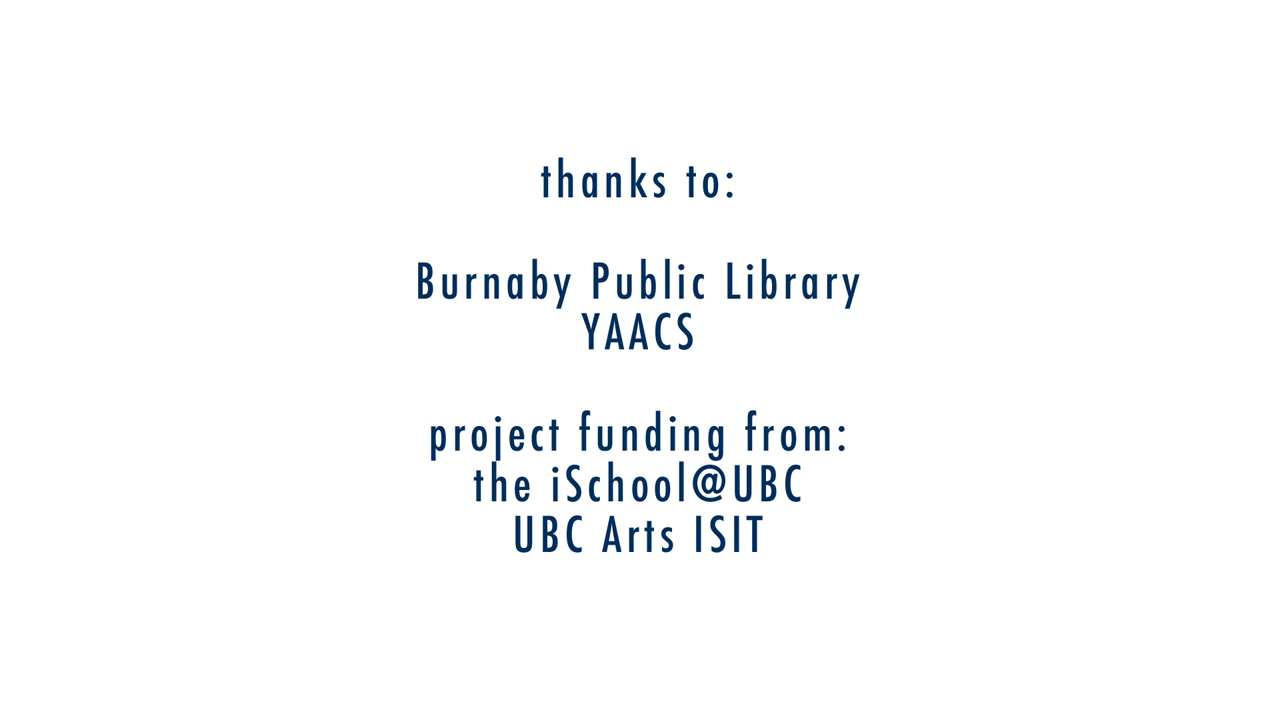 thanks to:
Burnaby Public Library
YAACS
project funding from:
the iSchool@UBC
UBC Arts ISIT